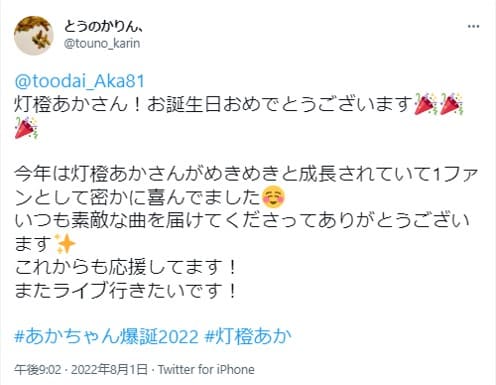 とうのかりん、
@touno_karin
@toodai_Aka81
灯橙あかさん！お誕生日おめでとうございます🎉🎉
🎉
今年は灯橙あかさんがめきめきと成長されていて1ファ
ンとして密かに喜んでました☺️
いつも素敵な曲を届けてくださってありがとうござい
ます✨
これからも応援してます！
またライブ行きたいです！
#あかちゃん爆誕2022 #灯橙あか
午後9:02 · 2022年8月1日 · Twitter for iPhone